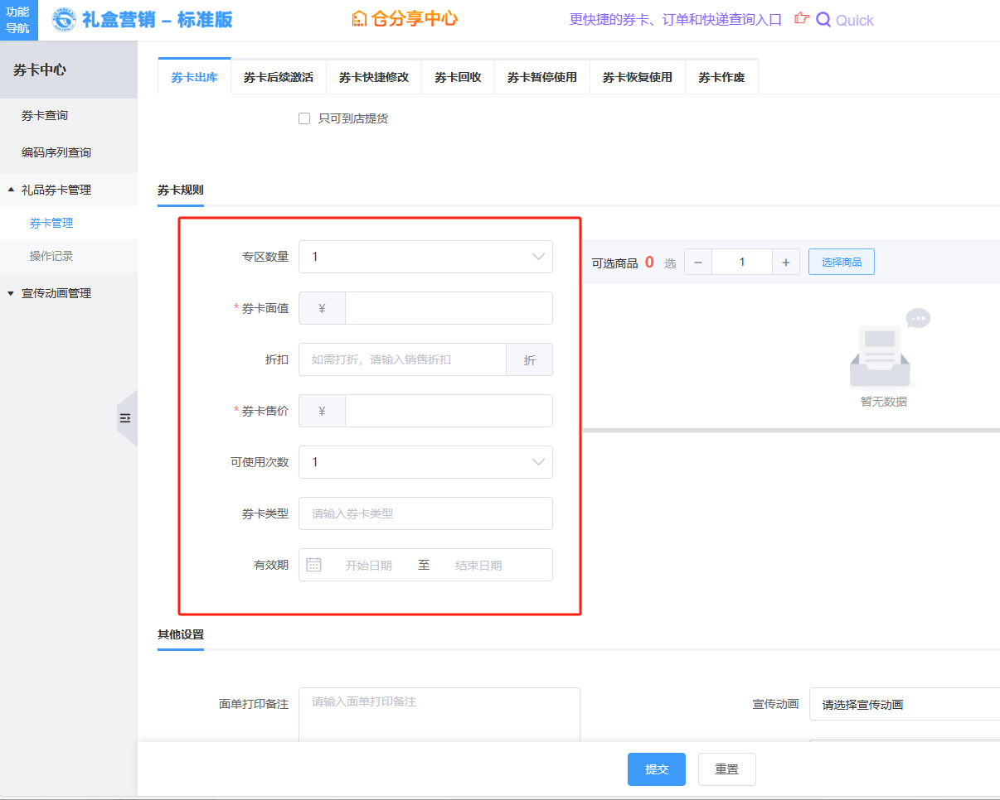 功能
导航
礼盒营销 – 标准版
仓分享中心
更快捷的券卡、订单和快递查询入口
Quick
券卡中心
券卡查询
编码序列查询
礼品券卡管理
券卡管理
操作记录
宣传动画管理
券卡出库 券卡后续激活 券卡快捷修改 券卡回收 券卡暂停使用 券卡恢复使用 券卡作废
只可到店提货
券卡规则
专区数量 1
* 券卡面值 ¥
折扣 如需打折，请输入销售折扣 折
* 券卡售价 ¥
可使用次数 1
券卡类型 请输入券卡类型
有效期 开始日期 至 结束日期
可选商品 0 选 − 1 + 选择商品
暂无数据
其他设置
面单打印备注 请输入面单打印备注
宣传动画 请选择宣传动画
提交 重置